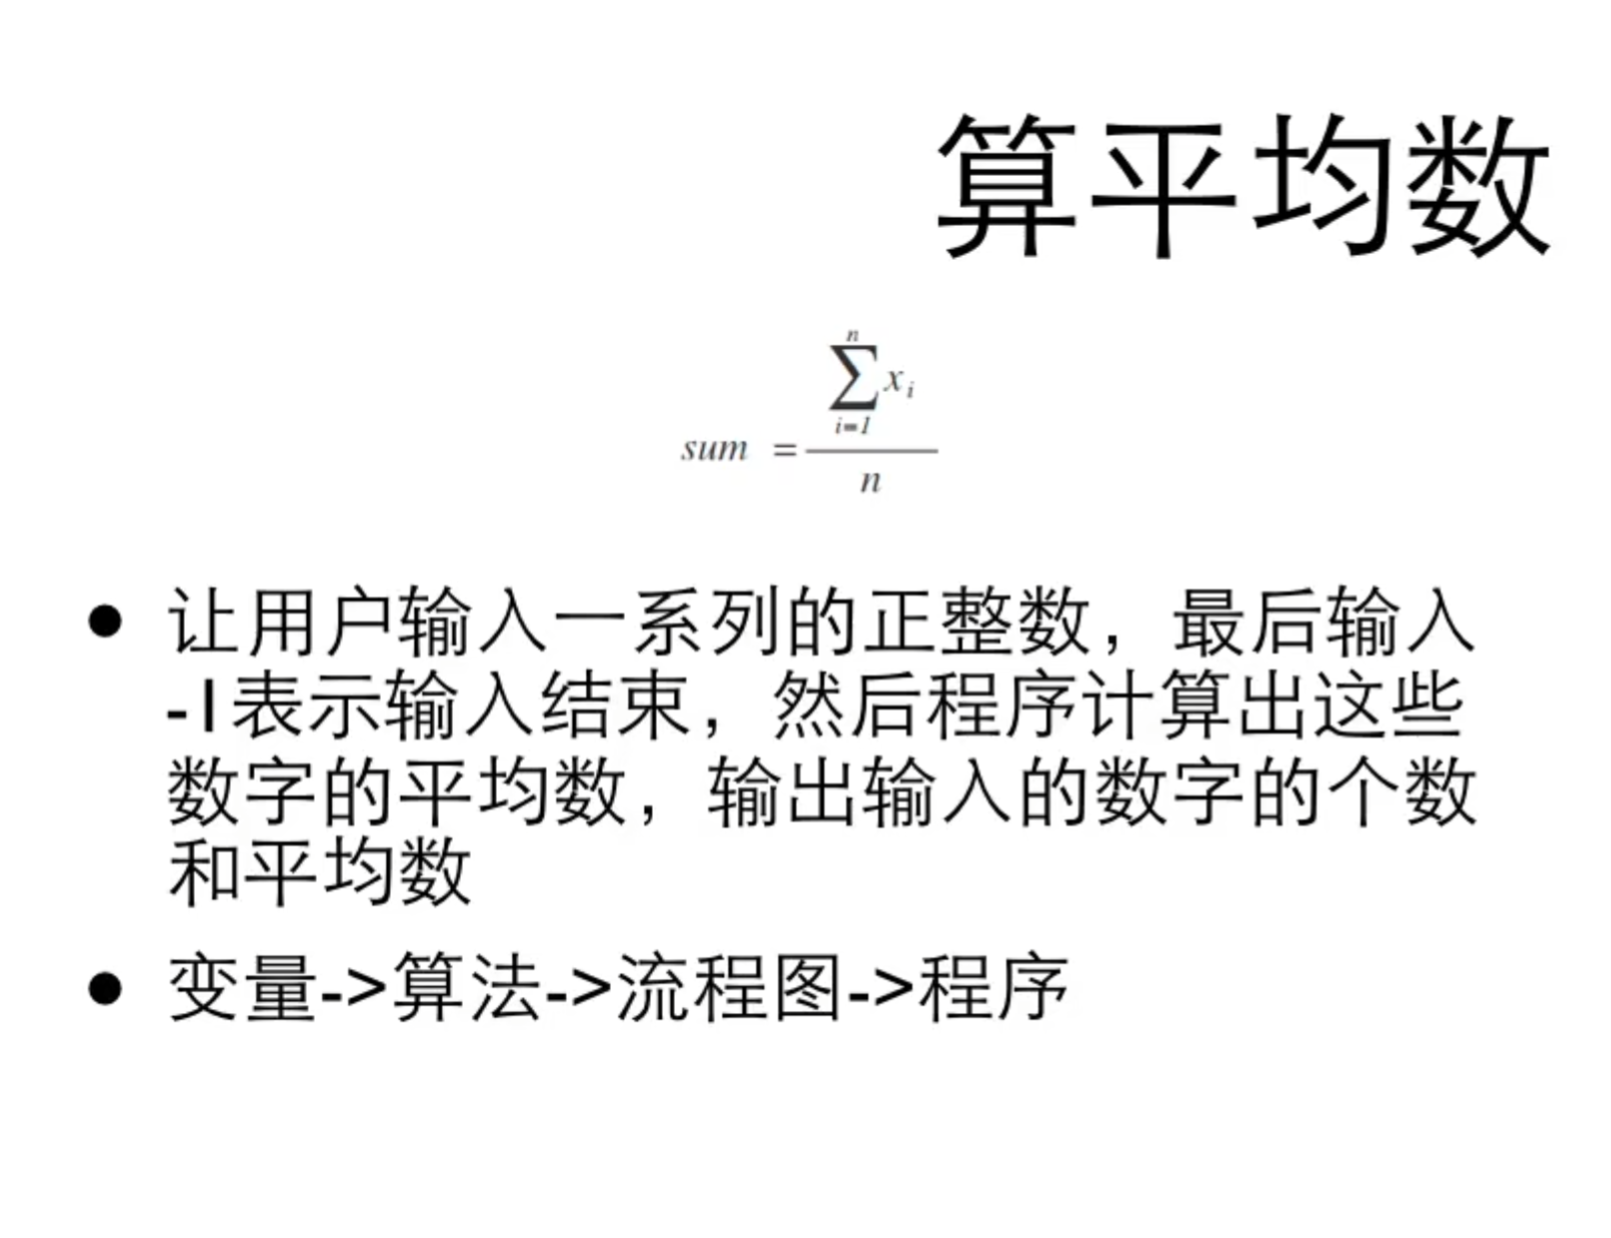 算平均数
n
∑ x i
i=1
sum =
n
● 让用户输入一系列的正整数，最后输入
-1表示输入结束，然后程序计算出这些
数字的平均数，输出输入的数字的个数
和平均数
● 变量->算法->流程图->程序